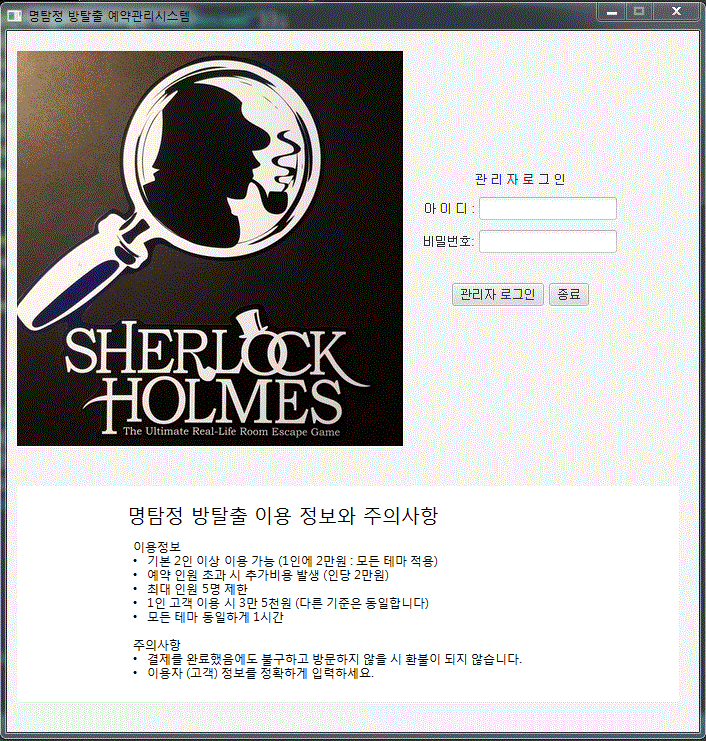 명탐정 방탈출 예약관리시스템
SHERLOCK
HOLMES
The Ultimate Real-Life Room Escape Game
관 리 자 로 그 인
아 이 디 :
비밀번호:
관리자 로그인 종료
명탐정 방탈출 이용 정보와 주의사항
이용정보
• 기본 2인 이상 이용 가능 (1인에 2만원 : 모든 테마 적용)
• 예약 인원 초과 시 추가비용 발생 (인당 2만원)
• 최대 인원 5명 제한
• 1인 고객 이용 시 3만 5천원 (다른 기준은 동일합니다)
• 모든 테마 동일하게 1시간
주의사항
• 결제를 완료했음에도 불구하고 방문하지 않을 시 환불이 되지 않습니다.
• 이용자 (고객) 정보를 정확하게 입력하세요.